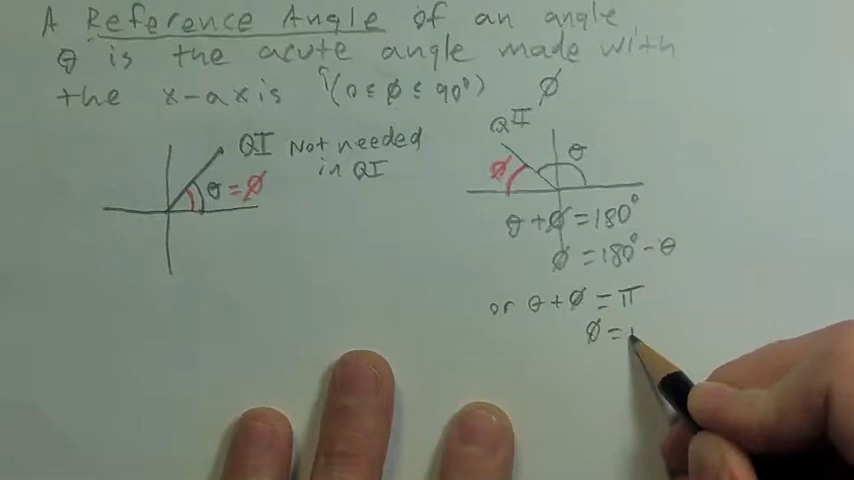 A Reference Angle of an angle
θ is the acute angle made with
the x-axis (0 ≤ ϕ ≤ 90°) ϕ
QI Not needed
in QI
θ = ϕ
QII
ϕ θ
θ + ϕ = 180°
ϕ = 180° - θ
or θ + ϕ = π
ϕ =